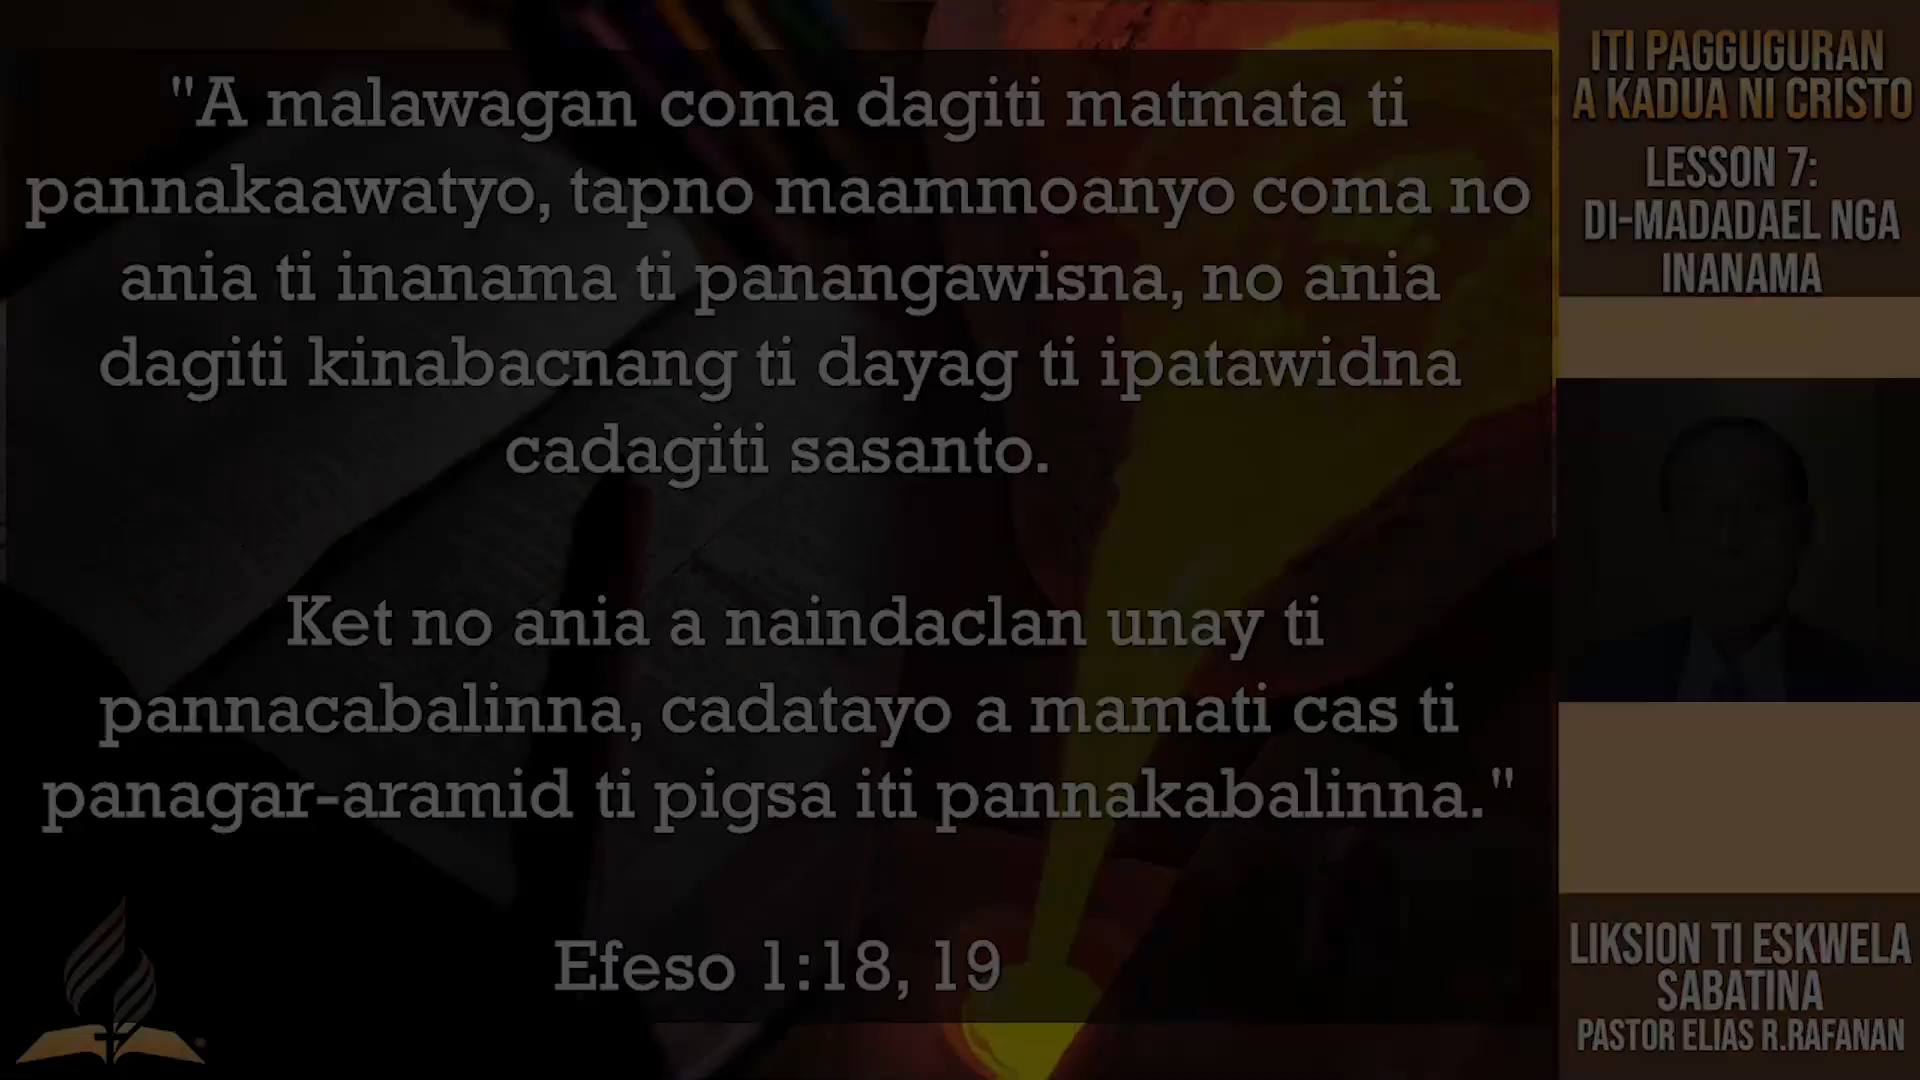 "A malawagan coma dagiti matmata ti
pannakaawatyo, tapno maammoanyo coma no
ania ti inanama ti panangawisna, no ania
dagiti kinabacnang ti dayag ti ipatawidna
cadagiti sasanto.
Ket no ania a naindaclan unay ti
pannacabalinna, cadatayo a mamati cas ti
panagar-aramid ti pigsa iti pannakabalinna."
Efeso 1:18, 19
ITI PAGGUGURAN
A KADUA NI CRISTO
LESSON 7:
DI-MADADAEL NGA
INANAMA
LIKSION TI ESKWELA
SABATINA
PASTOR ELIAS R.RAFANAN